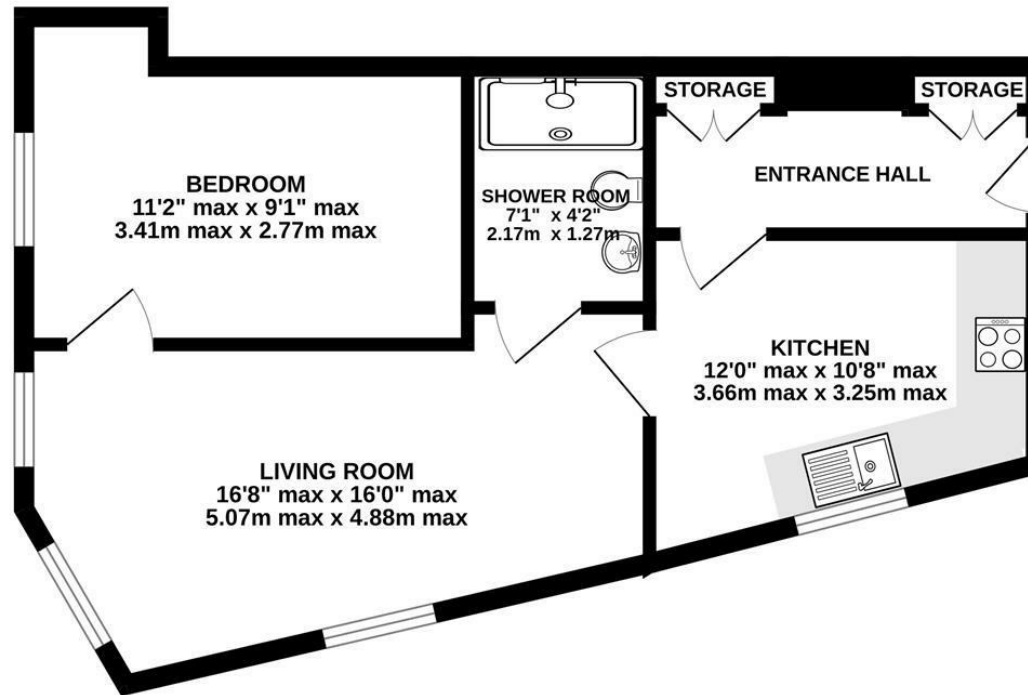 STORAGE
STORAGE
ENTRANCE HALL
BEDROOM
11'2" max x 9'1" max
3.41m max x 2.77m max
SHOWER ROOM
7'1" x 4'2"
2.17m x 1.27m
KITCHEN
12'0" max x 10'8" max
3.66m max x 3.25m max
LIVING ROOM
16'8" max x 16'0" max
5.07m max x 4.88m max